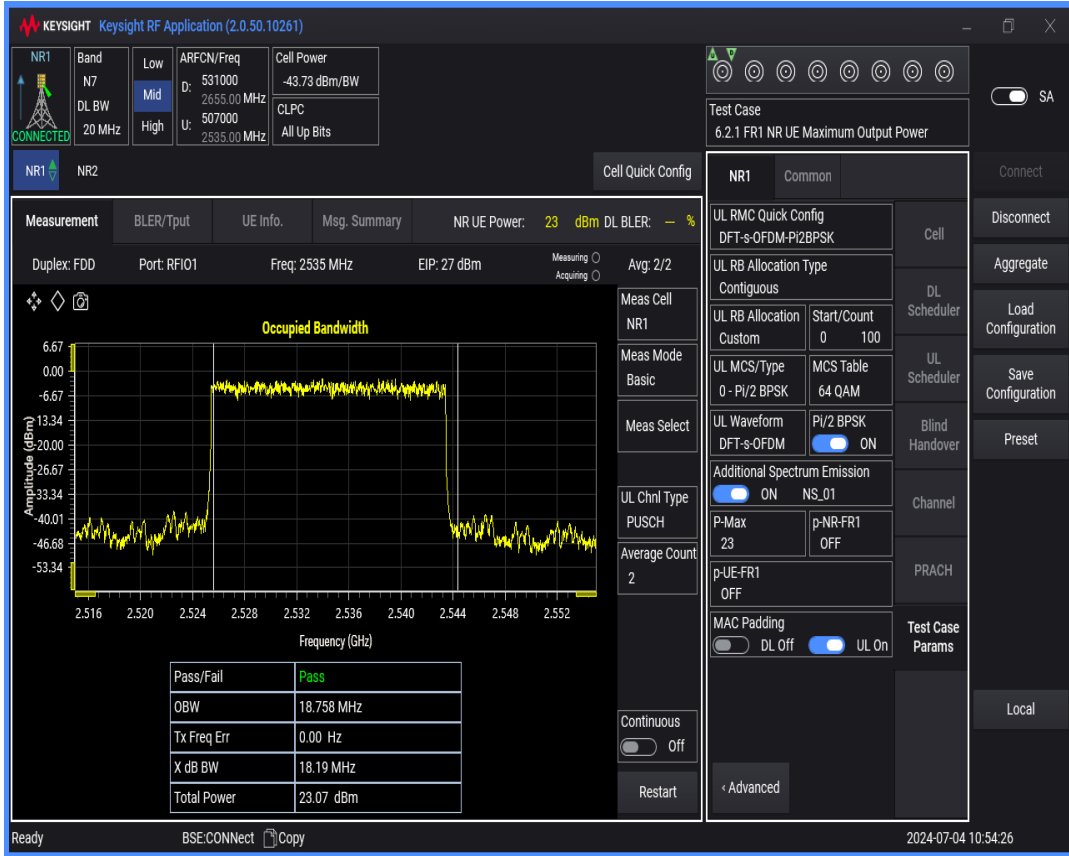 KEYSIGHT Keysight RF Application (2.0.50.10261)
NR1
CONNECTED
Band
N7
DL BW
20 MHz
Low
Mid
High
ARFCN/Freq
D: 531000
2655.00 MHz
U: 507000
2535.00 MHz
Cell Power
-43.73 dBm/BW
CLPC
All Up Bits
Test Case
6.2.1 FR1 NR UE Maximum Output Power
SA
NR1 NR2
Cell Quick Config
Measurement BLER/Tput UE Info. Msg. Summary NR UE Power: 23 dBm DL BLER: -- %
Duplex: FDD Port: RFIO1 Freq: 2535 MHz EIP: 27 dBm Measuring Avg: 2/2
Acquiring
Occupied Bandwidth
Amplitude (dBm)
6.67
0.00
-6.67
-13.34
-20.00
-26.67
-33.34
-40.01
-46.68
-53.34
2.516 2.520 2.524 2.528 2.532 2.536 2.540 2.544 2.548 2.552
Frequency (GHz)
Pass/Fail Pass
OBW 18.758 MHz
Tx Freq Err 0.00 Hz
X dB BW 18.19 MHz
Total Power 23.07 dBm
Meas Cell
NR1
Meas Mode
Basic
Meas Select
UL Chnl Type
PUSCH
Average Count
2
Continuous
Off
Restart
NR1 Common
UL RMC Quick Config
DFT-s-OFDM-Pi2BPSK
UL RB Allocation Type
Contiguous
UL RB Allocation
Custom
Start/Count
0 100
UL MCS/Type
0 - Pi/2 BPSK
MCS Table
64 QAM
UL Waveform
DFT-s-OFDM
Pi/2 BPSK
ON
Additional Spectrum Emission
ON NS_01
P-Max
23
p-NR-FR1
OFF
p-UE-FR1
OFF
MAC Padding
DL Off UL On
‹ Advanced
Cell
DL
Scheduler
UL
Scheduler
Blind
Handover
Channel
PRACH
Test Case
Params
Connect
Disconnect
Aggregate
Load
Configuration
Save
Configuration
Preset
Local
Ready BSE:CONNect Copy 2024-07-04 10:54:26